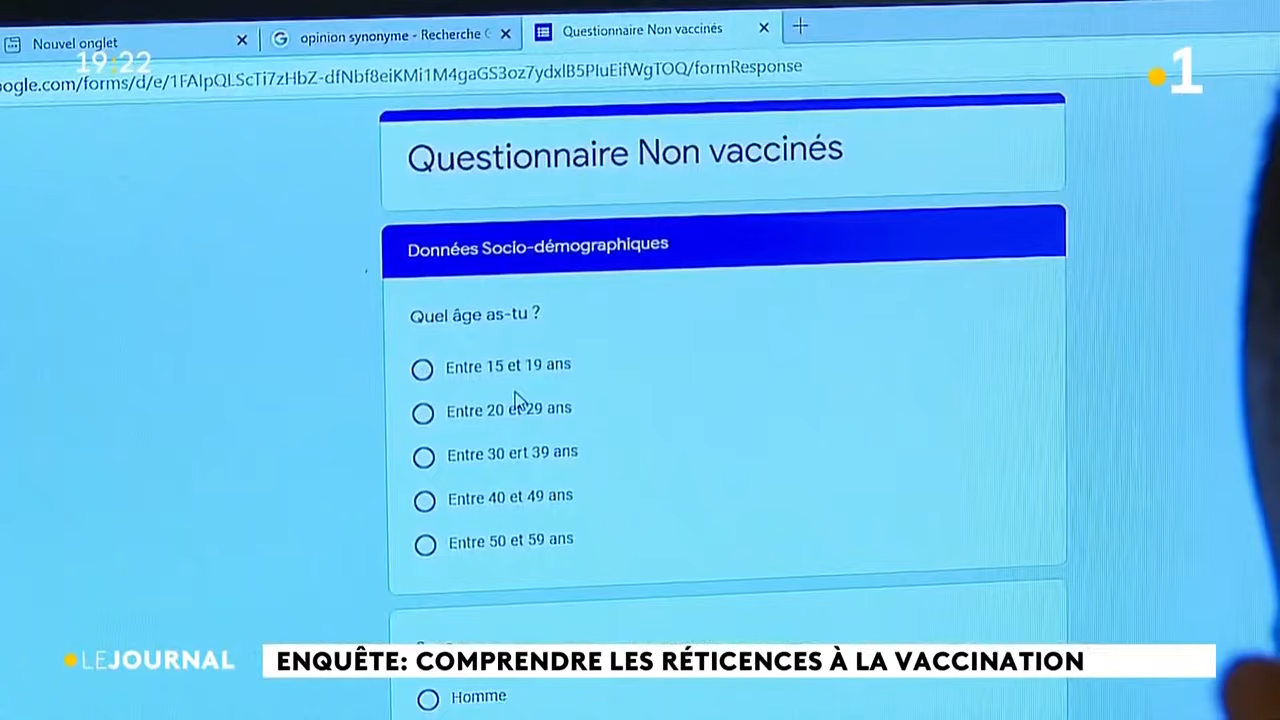 Nouvel onglet
opinion synonyme - Recherche G
Questionnaire Non vaccinés
19:22
ogle.com/forms/d/e/1FAIpQLScTi7zHbZ-dfNbf8eiKMi1M4gaGS3oz7ydxlB5PIuEifWgTOQ/formResponse
1
Questionnaire Non vaccinés
Données Socio-démographiques
Quel âge as-tu ?
Entre 15 et 19 ans
Entre 20 et 29 ans
Entre 30 ert 39 ans
Entre 40 et 49 ans
Entre 50 et 59 ans
LEJOURNAL
ENQUÊTE: COMPRENDRE LES RÉTICENCES À LA VACCINATION
Homme